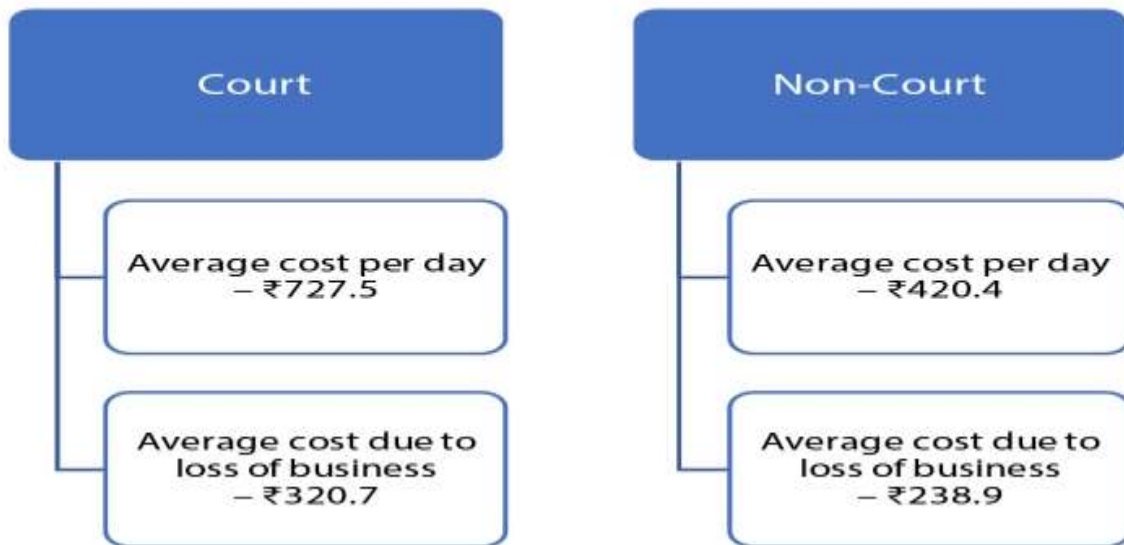 Court
Average cost per day
– ₹727.5
Average cost due to
loss of business
– ₹320.7
Non-Court
Average cost per day
– ₹420.4
Average cost due to
loss of business
– ₹238.9